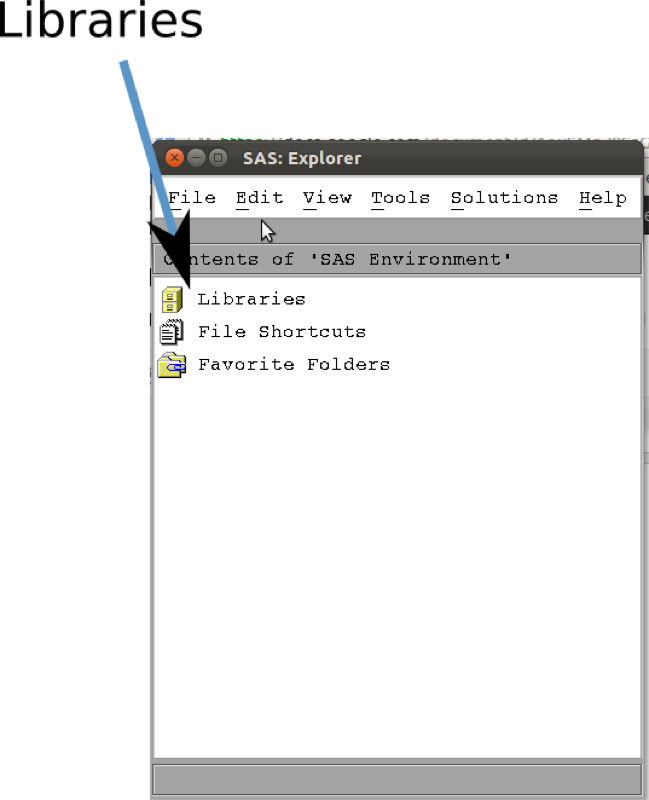 Libraries
SAS: Explorer
File Edit View Tools Solutions Help
Contents of 'SAS Environment'
Libraries
File Shortcuts
Favorite Folders